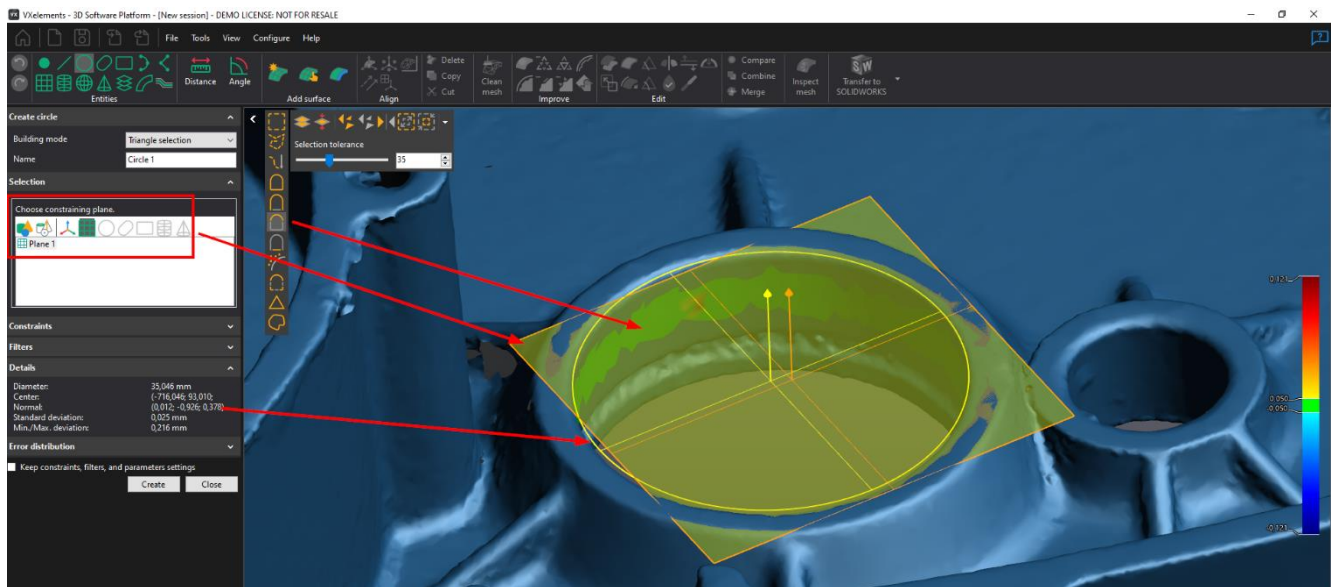 VXelements - 3D Software Platform - [New session] - DEMO LICENSE: NOT FOR RESALE
File Tools View Configure Help
Entities
Distance
Angle
Add surface
Align
Delete
Copy
Cut
Clean mesh
Improve
Edit
Compare
Combine
Merge
Inspect mesh
Transfer to SOLIDWORKS
Create circle
Building mode Triangle selection
Name Circle 1
Selection
Choose constraining plane.
Plane 1
Constraints
Filters
Details
Diameter: 35,046 mm
Center: (-716,046; 93,010;
Normal: (0,012; -0,926; 0,378)
Standard deviation: 0,025 mm
Min./Max. deviation: 0,216 mm
Error distribution
Keep constraints, filters, and parameters settings
Create Close
Selection tolerance
35
0,121
0,050
-0,050
-0,121